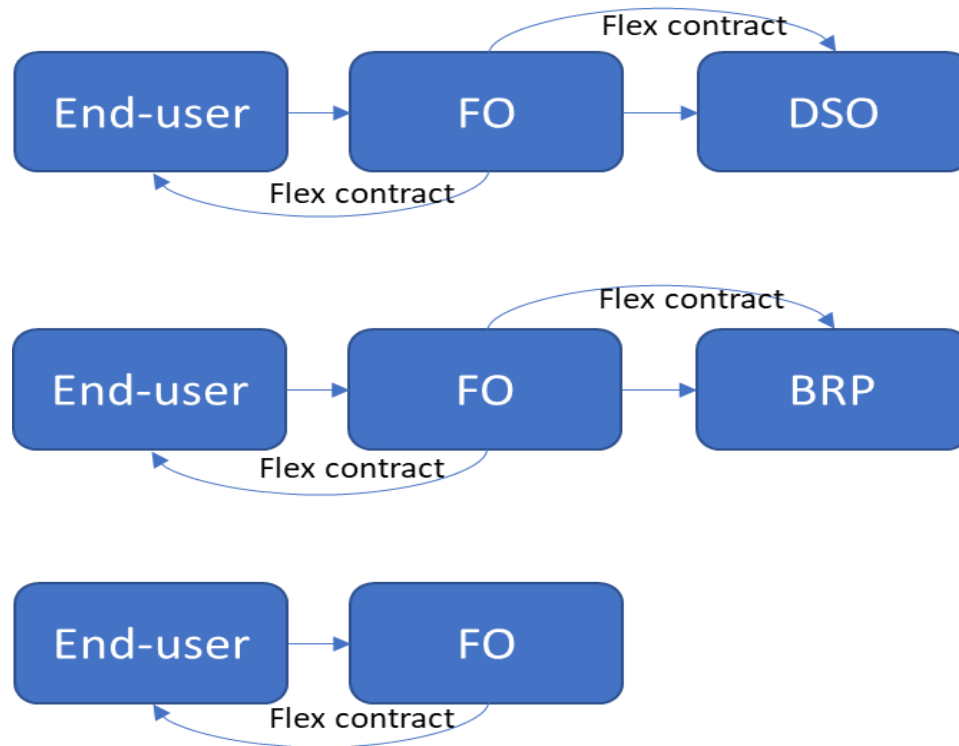 Flex contract
End-user
FO
DSO
Flex contract
Flex contract
End-user
FO
BRP
Flex contract
End-user
FO
Flex contract